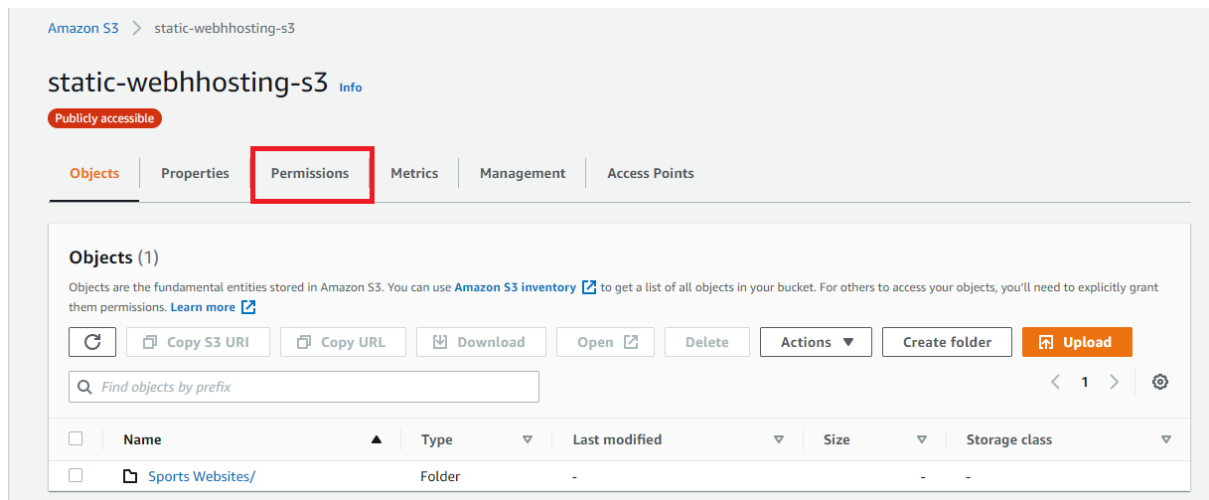 Amazon S3 > static-webhhosting-s3
static-webhhosting-s3 Info
Publicly accessible
Objects Properties Permissions Metrics Management Access Points
Objects (1)
Objects are the fundamental entities stored in Amazon S3. You can use Amazon S3 inventory to get a list of all objects in your bucket. For others to access your objects, you'll need to explicitly grant
them permissions. Learn more
Copy S3 URI Copy URL Download Open Delete Actions Create folder Upload
Find objects by prefix < 1 >
Name Type Last modified Size Storage class
Sports Websites/ Folder - - -